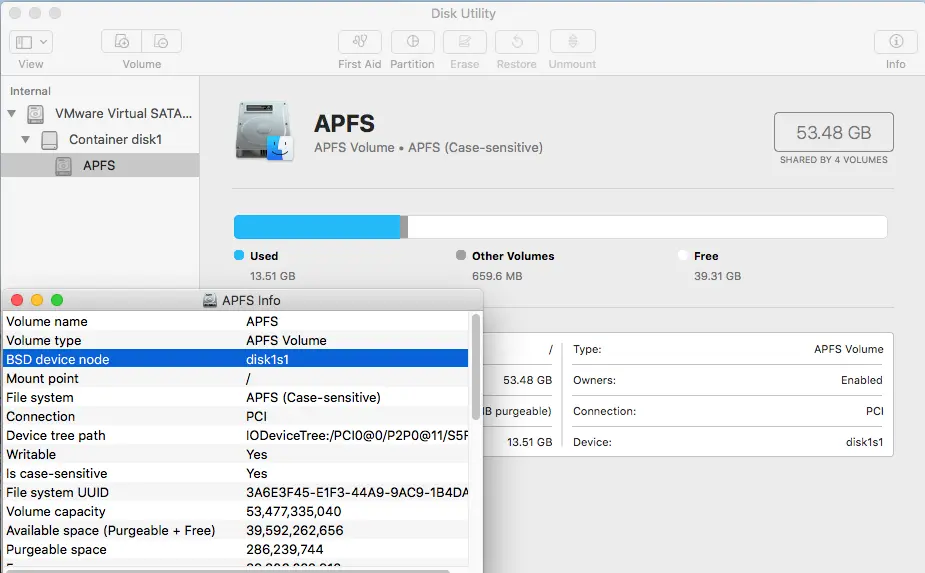 Disk Utility
View
Volume
First Aid Partition Erase Restore Unmount
Info
Internal
VMware Virtual SATA...
Container disk1
APFS
APFS
APFS Volume • APFS (Case-sensitive)
53.48 GB
SHARED BY 4 VOLUMES
Used
13.51 GB
Other Volumes
659.6 MB
Free
39.31 GB
APFS Info
Volume name APFS
Volume type APFS Volume
BSD device node disk1s1
Mount point /
File system APFS (Case-sensitive)
Connection PCI
Device tree path IODeviceTree:/PCI0@0/P2P0@11/S5F
Writable Yes
Is case-sensitive Yes
File system UUID 3A6E3F45-E1F3-44A9-9AC9-1B4DA
Volume capacity 53,477,335,040
Available space (Purgeable + Free) 39,592,262,656
Purgeable space 286,239,744
/
53.48 GB
B purgeable)
13.51 GB
Type: APFS Volume
Owners: Enabled
Connection: PCI
Device: disk1s1